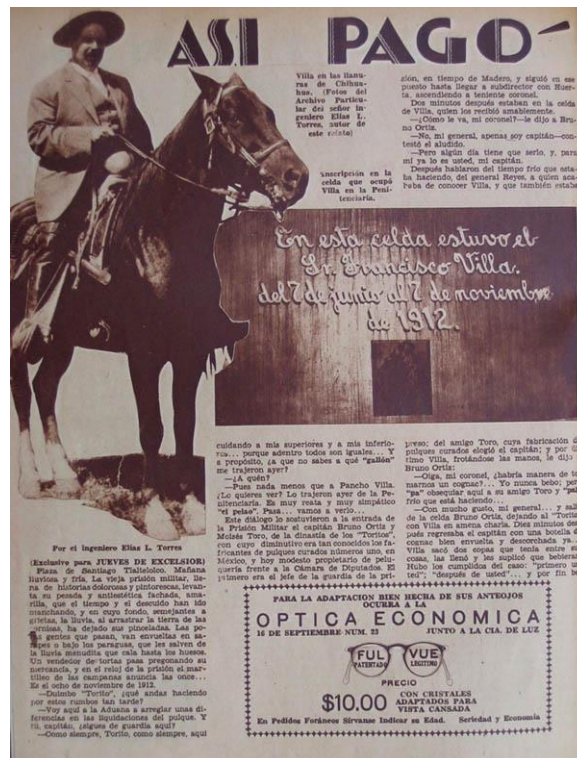 ASI PAGO´
Villa en las llanu-
ras de Chihua-
hua. (Fotos del
Archivo Particu-
lar del señor in-
geniero Elías L.
Torres, autor de
este relato)
Inscripción en la
celda que ocupó
Villa en la Peni-
tenciaría.
sión, en tiempo de Madero, y siguió en ese
puesto hasta llegar a subdirector con Huer-
ta, ascendiendo a teniente coronel.
Dos minutos después estaban en la celda
de Villa, quien los recibió amablemente.
—¿Cómo le va, mi coronel?—le dijo a Bru-
no Ortiz.
—No, mi general, apenas soy capitán—con-
testó el aludido.
—Pero algún día tiene que serlo, y, para
mí ya lo es usted, mi capitán.
Después hablaron del tiempo frío que esta-
ba haciendo, del general Reyes, a quien aca-
baba de conocer Villa, y que también estaba
En esta celda estuvo el
Sr. Francisco Villa.
del 7 de junio al 7 de noviembre
de 1912.
Por el Ingeniero Elías L. Torres
(Exclusivo para JUEVES DE EXCELSIOR)
Plaza de Santiago Tlaltelolco. Mañana
lluviosa y fría. La vieja prisión militar, lle-
na de historias dolorosas y pintorescas, levan-
ta su pesada y antiestética fachada, ama-
rilla, que el tiempo y el descuido han ido
manchando, y en cuyo fondo, semejantes a
grietas, la lluvia, al arrastrar la tierra de las
cornisas, ha dejado sus pinceladas. Las po-
cas gentes que pasan, van envueltas en sa-
rapes o bajo los paraguas, que les salven de
la lluvia menudita que cala hasta los huesos.
Un vendedor de tortas pasa pregonando su
mercancía, y en el reloj de la prisión el mar-
tilleo de las campanas anuncia las once...
Es el ocho de noviembre de 1912.
—Quimbo "Torito", ¿qué andas haciendo
por estos rumbos tan tarde?
—Voy aquí a la Aduana a arreglar unas di-
ferencias en las liquidaciones del pulque. Y
tú, capitán, ¿sigues de guardia aquí?
—Como siempre, Torito, como siempre, aquí
cuidando a mis superiores y a mis inferio-
res... porque adentro todos son iguales... Y
a propósito, ¿a que no sabes a qué "gallón"
me trajeron ayer?
—¿A quién?
—Pues nada menos que a Pancho Villa.
¿Lo quieres ver? Lo trajeron ayer de la Pe-
nitenciaría. Es muy reata y muy simpático
"el pelao". Pasa... vamos a verlo...
Este diálogo lo sostuvieron a la entrada de
la Prisión Militar el capitán Bruno Ortiz y
Moisés Toro, de la dinastía de los "Toritos",
con cuyo diminutivo era tan conocidos los fa-
bricantes de pulques curados número uno, en
México, y hoy modesto propietario de pelu-
quería frente a la Cámara de Diputados. El
primero era el jefe de la guardia de la pri-
preso; del amigo Toro, cuya fabricación de
pulques curados elogió el capitán; y por
timo Villa, frotándose las manos, le dijo
Bruno Ortiz:
—Oiga, mi coronel, ¿habría manera de to
marnos un cognac?... Yo nunca bebo; per
"pa" obsequiar aquí a su amigo Toro y "pal
frío que está haciendo...
—Con mucho gusto, mi general... y sal
de la celda Bruno Ortiz, dejando al "Torito
con Villa en amena charla. Diez minutos des
pués regresaba el capitán con una botella d
cognac bien envuelta y descorchada ya...
Villa sacó dos copas que tenía entre
cosas, las llenó y les suplicó que bebiera
Hubo los cumplidos del caso: "primero u
ted"; "después de usted"... y por fin b
PARA LA ADAPTACION BIEN HECHA DE SUS ANTEOJOS
OCURRA A LA
OPTICA ECONOMICA
16 DE SEPTIEMBRE NUM. 23 JUNTO A LA CIA. DE LUZ
FUL VUE
PATENTADO LEGITIMO
PRECIO
$10.00 CON CRISTALES
ADAPTADOS PARA
VISTA CANSADA
En Pedidos Foráneos Sírvanse Indicar su Edad. Seriedad y Economía